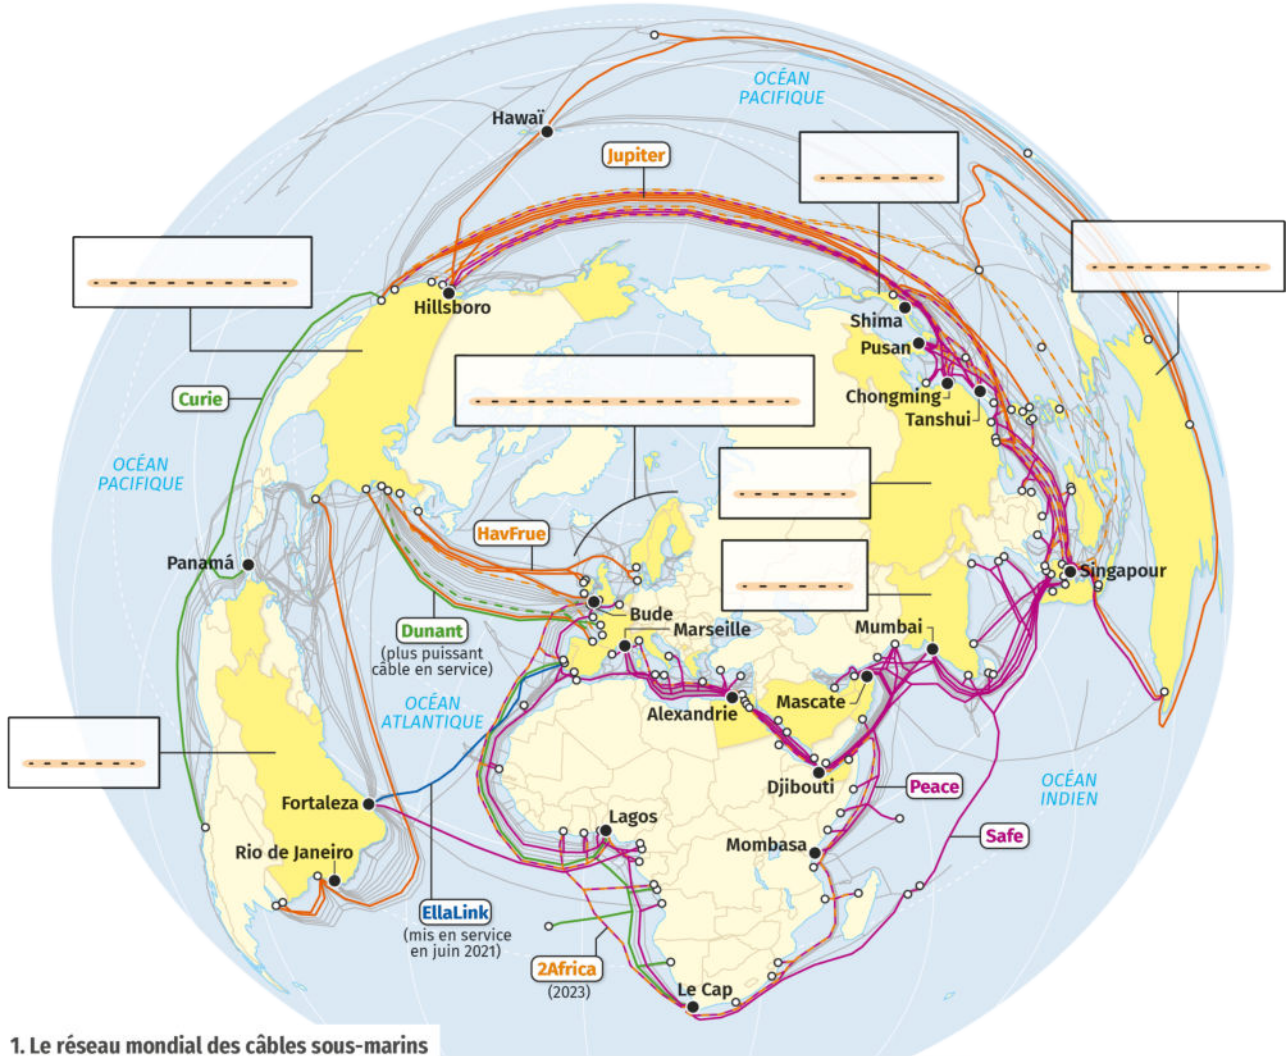 OCÉAN
PACIFIQUE
Hawaï
Jupiter
Hillsboro
Shima
Pusan
Chongming
Tanshui
Curie
OCÉAN
PACIFIQUE
HavFrue
Panamá
Singapour
Bude
Dunant
(plus puissant
câble en service)
Marseille
Mumbai
OCÉAN
ATLANTIQUE
Alexandrie
Mascate
Djibouti
Peace
OCÉAN
INDIEN
Fortaleza
Lagos
Safe
Rio de Janeiro
Mombasa
EllaLink
(mis en service
en juin 2021)
2Africa
(2023)
Le Cap
1. Le réseau mondial des câbles sous-marins